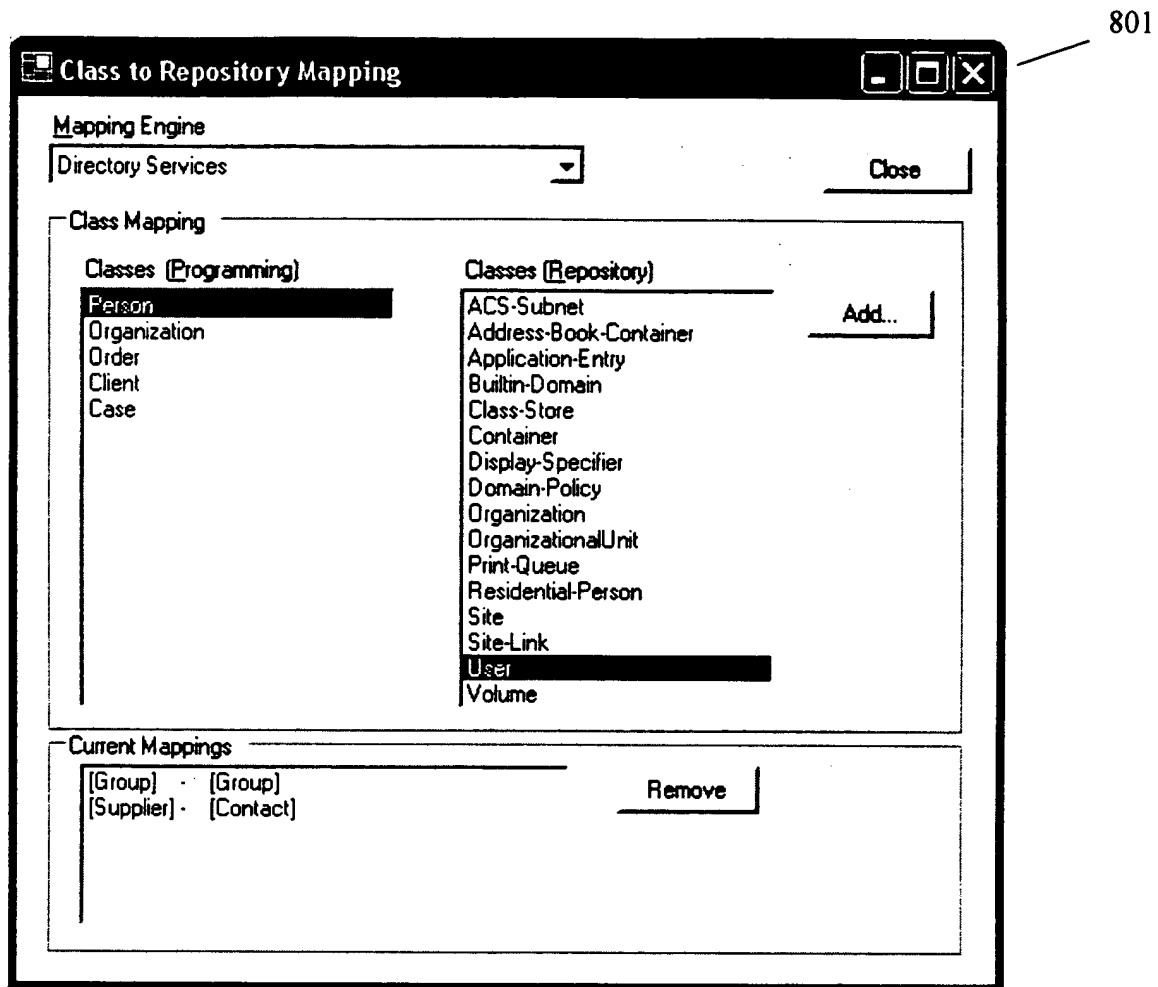 801
Class to Repository Mapping
Mapping Engine
Directory Services
Close
Class Mapping
Classes (Programming)
Person
Organization
Order
Client
Case
Classes (Repository)
ACS-Subnet
Address-Book-Container
Application-Entry
Builtin-Domain
Class-Store
Container
Display-Specifier
Domain-Policy
Organization
OrganizationalUnit
Print-Queue
Residential-Person
Site
Site-Link
User
Volume
Add...
Current Mappings
[Group] - [Group]
[Supplier] - [Contact]
Remove